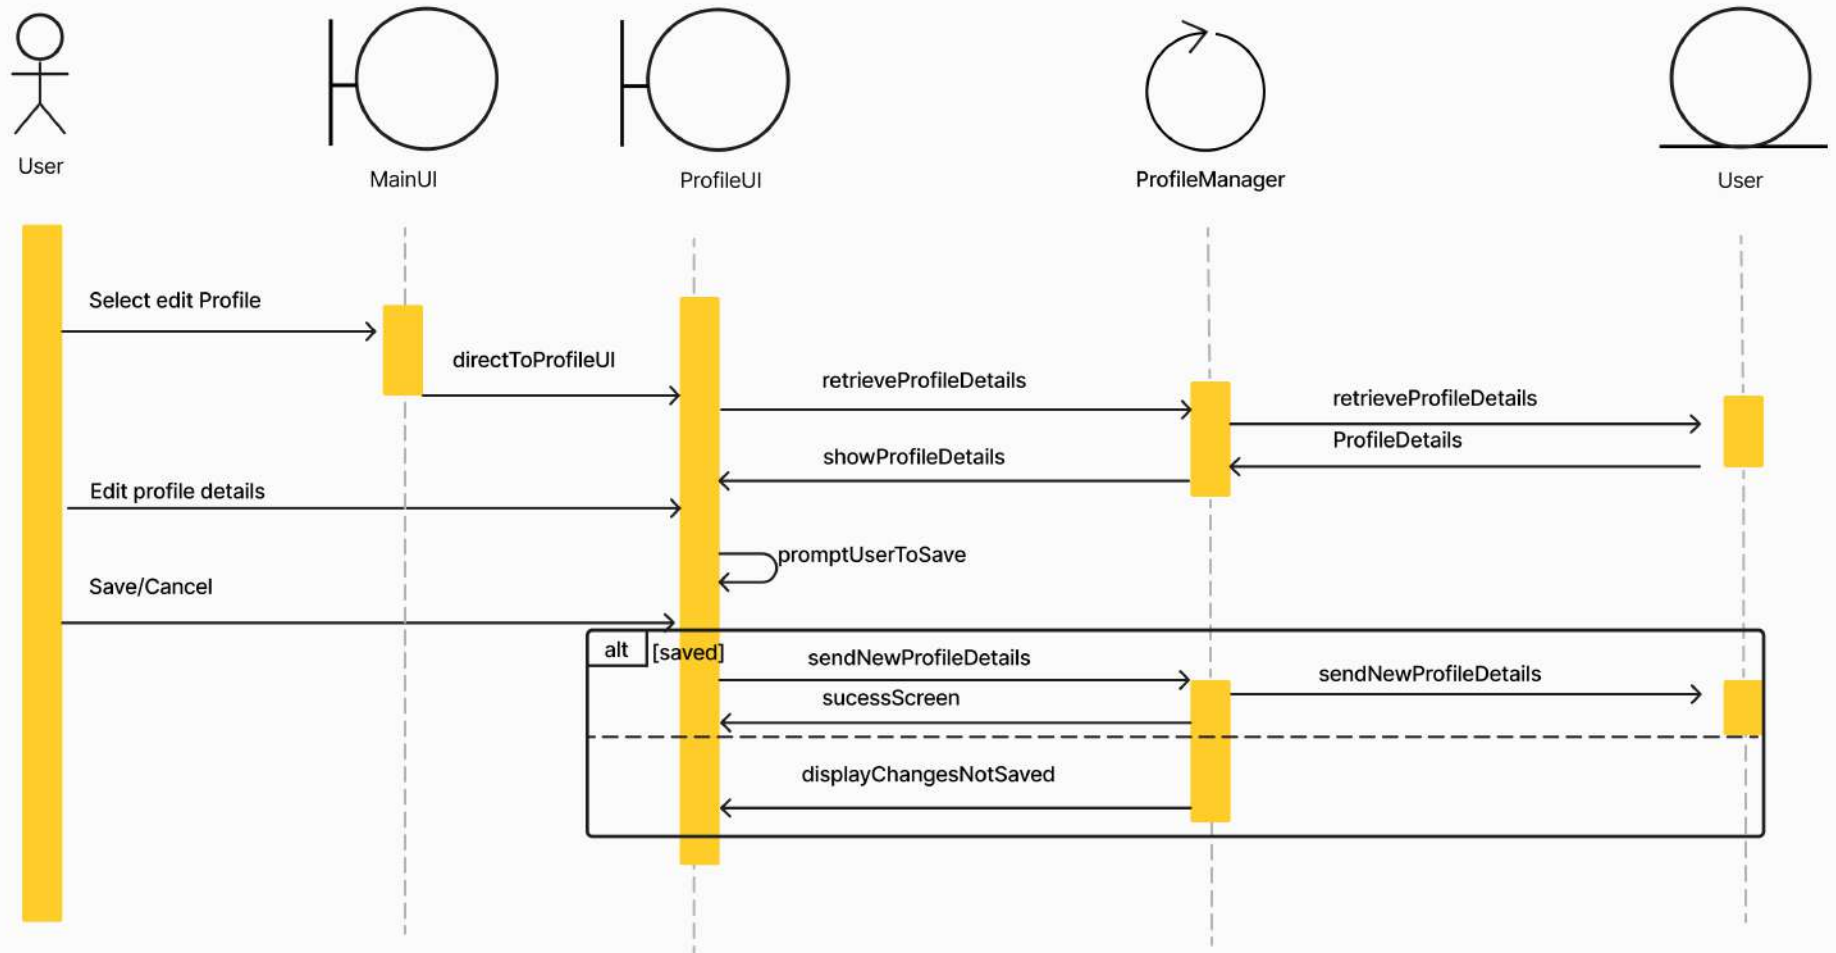 User
MainUI
ProfileUI
ProfileManager
User
Select edit Profile
directToProfileUI
retrieveProfileDetails
retrieveProfileDetails
ProfileDetails
showProfileDetails
Edit profile details
promptUserToSave
Save/Cancel
alt
[saved]
sendNewProfileDetails
sendNewProfileDetails
sucessScreen
displayChangesNotSaved